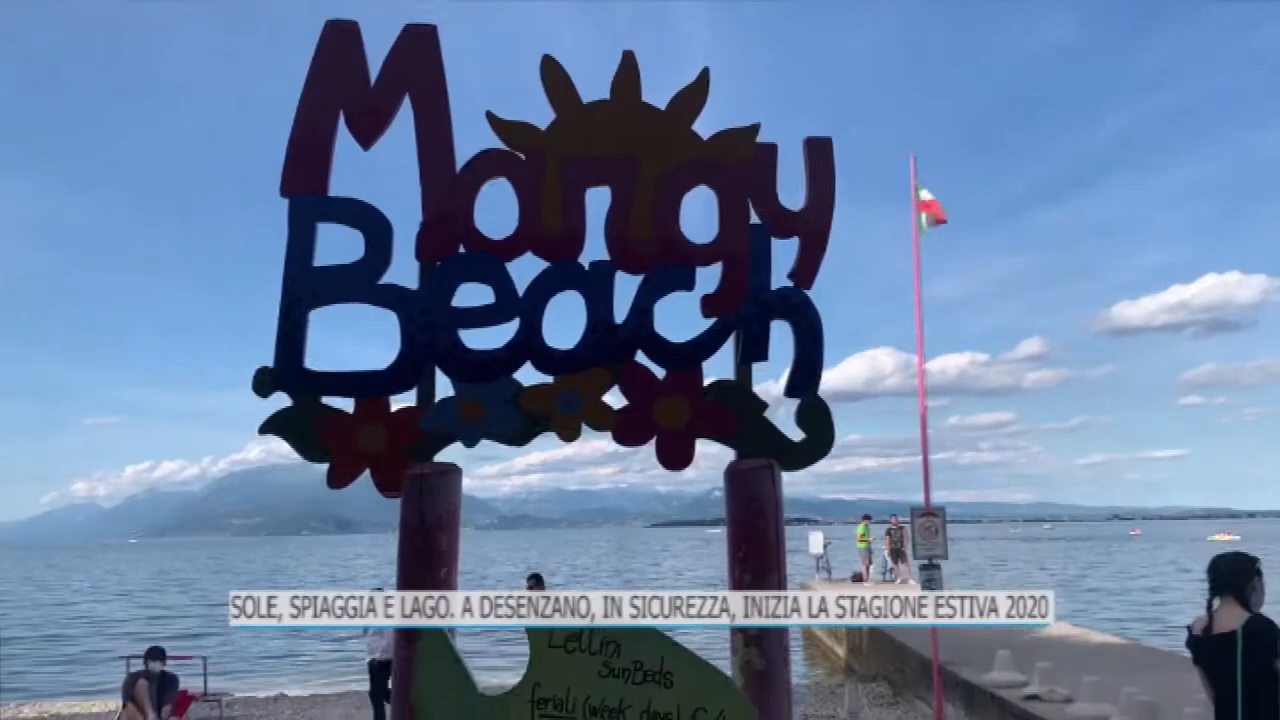 Mangy
Beach
SOLE, SPIAGGIA E LAGO. A DESENZANO, IN SICUREZZA, INIZIA LA STAGIONE ESTIVA 2020
Lettini
SunBeds
feriali (week days)